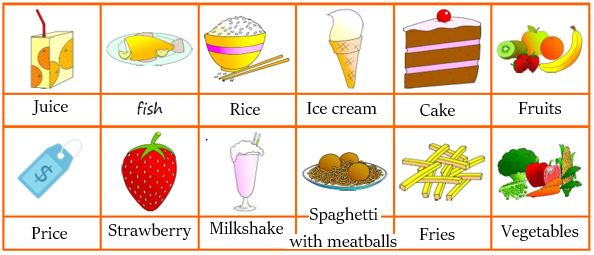 Juice
fish
Rice
Ice cream
Cake
Fruits
$
Price
Strawberry
Milkshake
Spaghetti
with meatballs
Fries
Vegetables